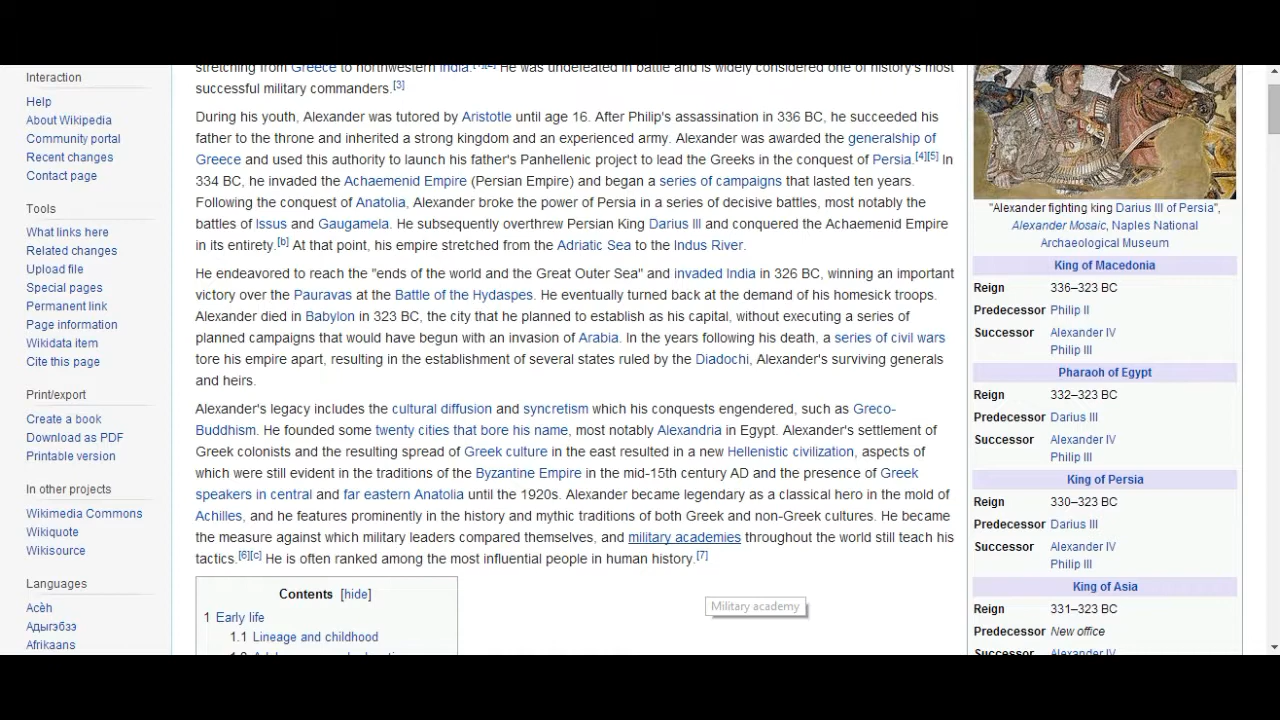 Interaction
Help
About Wikipedia
Community portal
Recent changes
Contact page
Tools
What links here
Related changes
Upload file
Special pages
Permanent link
Page information
Wikidata item
Cite this page
Print/export
Create a book
Download as PDF
Printable version
In other projects
Wikimedia Commons
Wikiquote
Wikisource
Languages
Acèh
Адыгэбзэ
Afrikaans
stretching from Greece to northwestern India. He was undefeated in battle and is widely considered one of history's most
successful military commanders.[3]
During his youth, Alexander was tutored by Aristotle until age 16. After Philip's assassination in 336 BC, he succeeded his
father to the throne and inherited a strong kingdom and an experienced army. Alexander was awarded the generalship of
Greece and used this authority to launch his father's Panhellenic project to lead the Greeks in the conquest of Persia.[4][5] In
334 BC, he invaded the Achaemenid Empire (Persian Empire) and began a series of campaigns that lasted ten years.
Following the conquest of Anatolia, Alexander broke the power of Persia in a series of decisive battles, most notably the
battles of Issus and Gaugamela. He subsequently overthrew Persian King Darius III and conquered the Achaemenid Empire
in its entirety.[b] At that point, his empire stretched from the Adriatic Sea to the Indus River.
He endeavored to reach the "ends of the world and the Great Outer Sea" and invaded India in 326 BC, winning an important
victory over the Pauravas at the Battle of the Hydaspes. He eventually turned back at the demand of his homesick troops.
Alexander died in Babylon in 323 BC, the city that he planned to establish as his capital, without executing a series of
planned campaigns that would have begun with an invasion of Arabia. In the years following his death, a series of civil wars
tore his empire apart, resulting in the establishment of several states ruled by the Diadochi, Alexander's surviving generals
and heirs.
Alexander's legacy includes the cultural diffusion and syncretism which his conquests engendered, such as Greco-
Buddhism. He founded some twenty cities that bore his name, most notably Alexandria in Egypt. Alexander's settlement of
Greek colonists and the resulting spread of Greek culture in the east resulted in a new Hellenistic civilization, aspects of
which were still evident in the traditions of the Byzantine Empire in the mid-15th century AD and the presence of Greek
speakers in central and far eastern Anatolia until the 1920s. Alexander became legendary as a classical hero in the mold of
Achilles, and he features prominently in the history and mythic traditions of both Greek and non-Greek cultures. He became
the measure against which military leaders compared themselves, and military academies throughout the world still teach his
tactics.[6][c] He is often ranked among the most influential people in human history.[7]
Military academy
Contents [hide]
1 Early life
1.1 Lineage and childhood
"Alexander fighting king Darius III of Persia",
Alexander Mosaic, Naples National
Archaeological Museum
King of Macedonia
Reign 336–323 BC
Predecessor Philip II
Successor Alexander IV
Philip III
Pharaoh of Egypt
Reign 332–323 BC
Predecessor Darius III
Successor Alexander IV
Philip III
King of Persia
Reign 330–323 BC
Predecessor Darius III
Successor Alexander IV
Philip III
King of Asia
Reign 331–323 BC
Predecessor New office
Successor Alexander IV